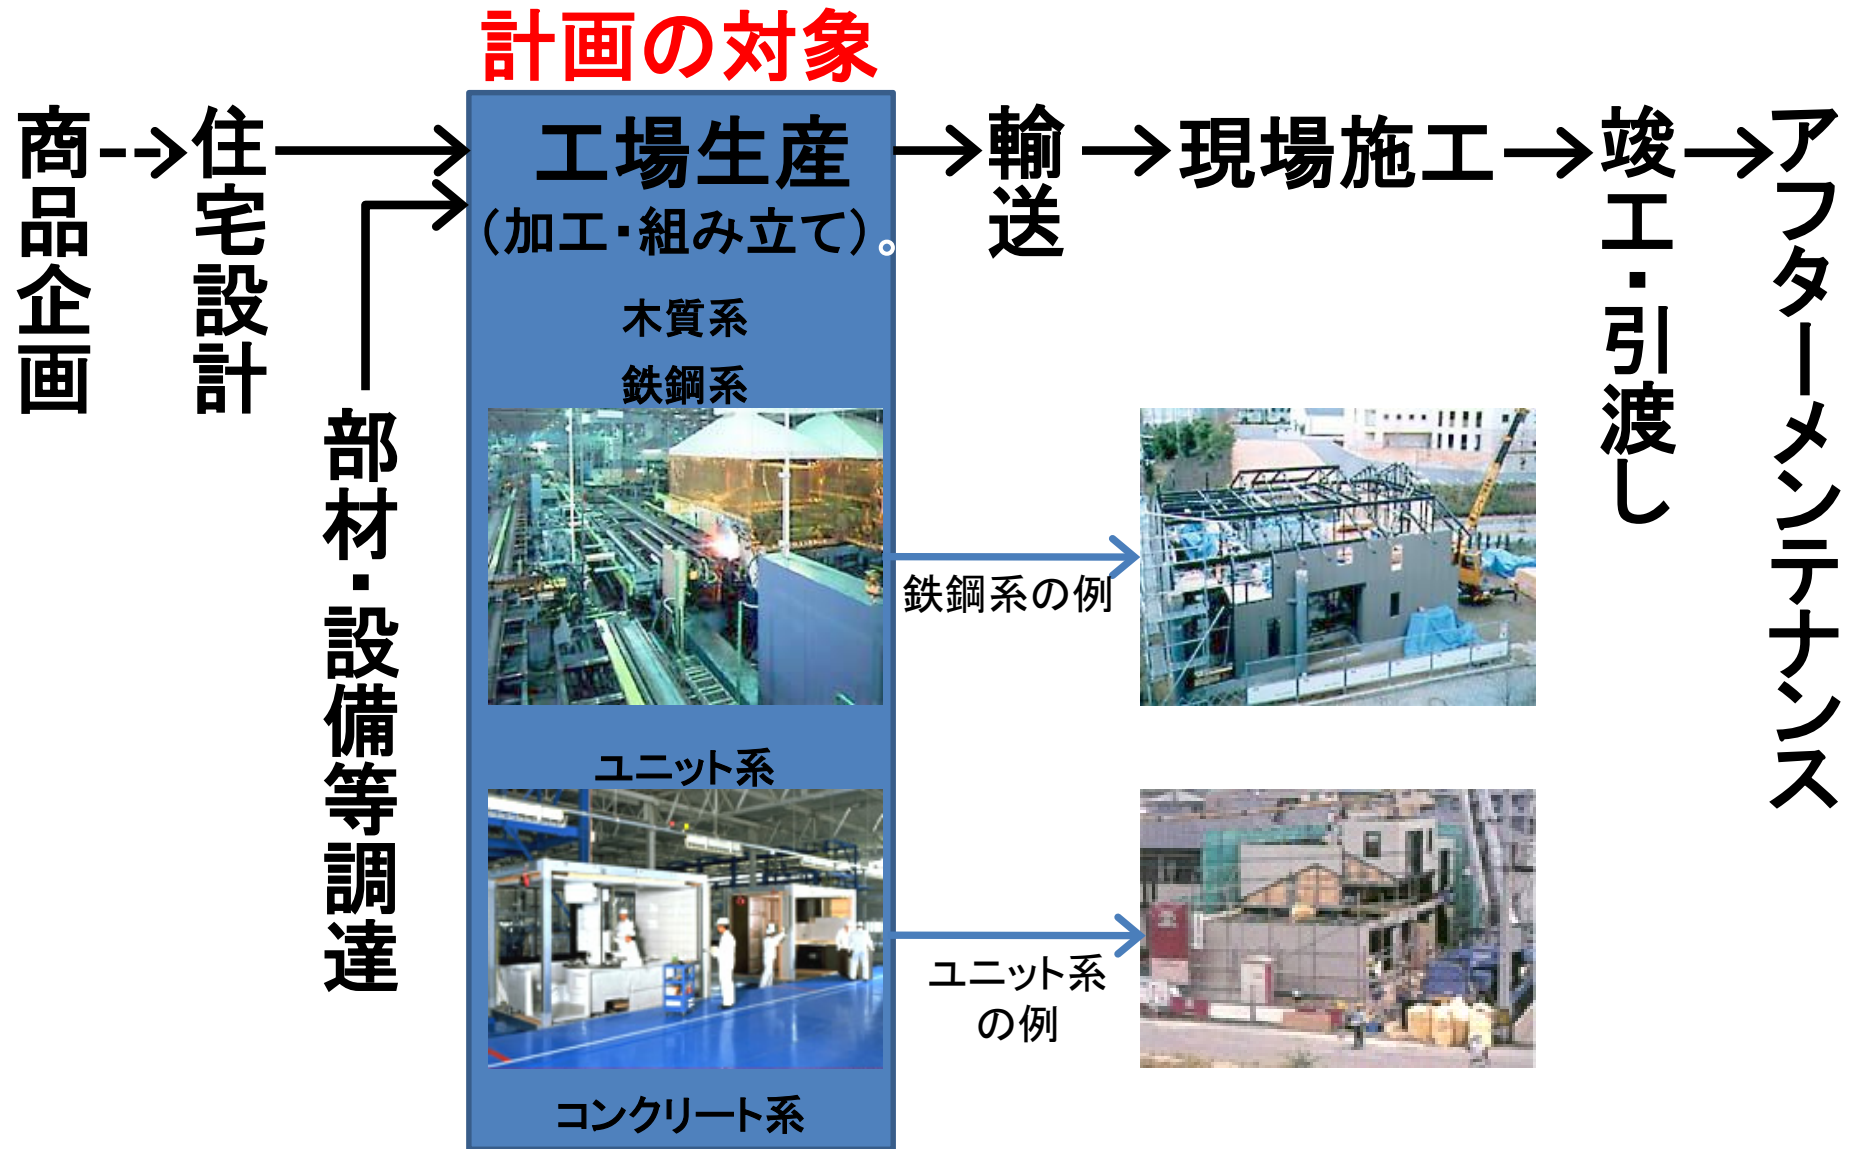 計画の対象
商品企画
住宅設計
部材・設備等調達
工場生産
（加工・組み立て）。
木質系
鉄鋼系
ユニット系
コンクリート系
鉄鋼系の例
ユニット系
の例
輸送
現場施工
竣工・引渡し
アフターメンテナンス